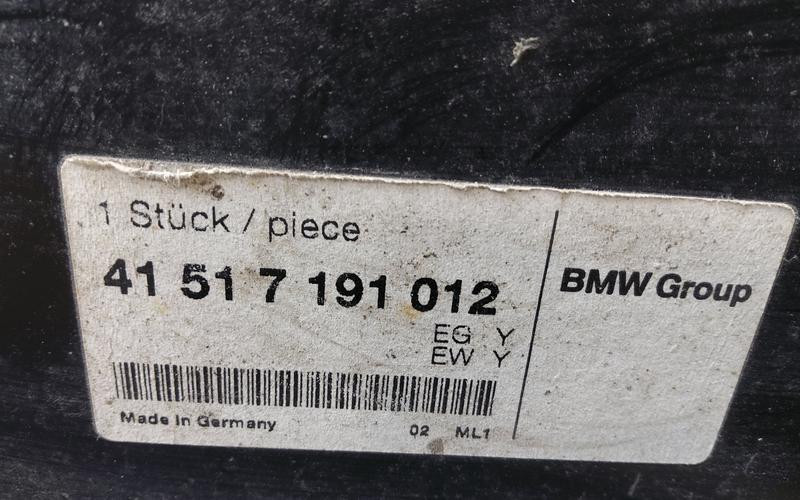 1 Stück / piece
41 51 7 191 012
EG Y
EW Y
Made in Germany 02 ML1
BMW Group